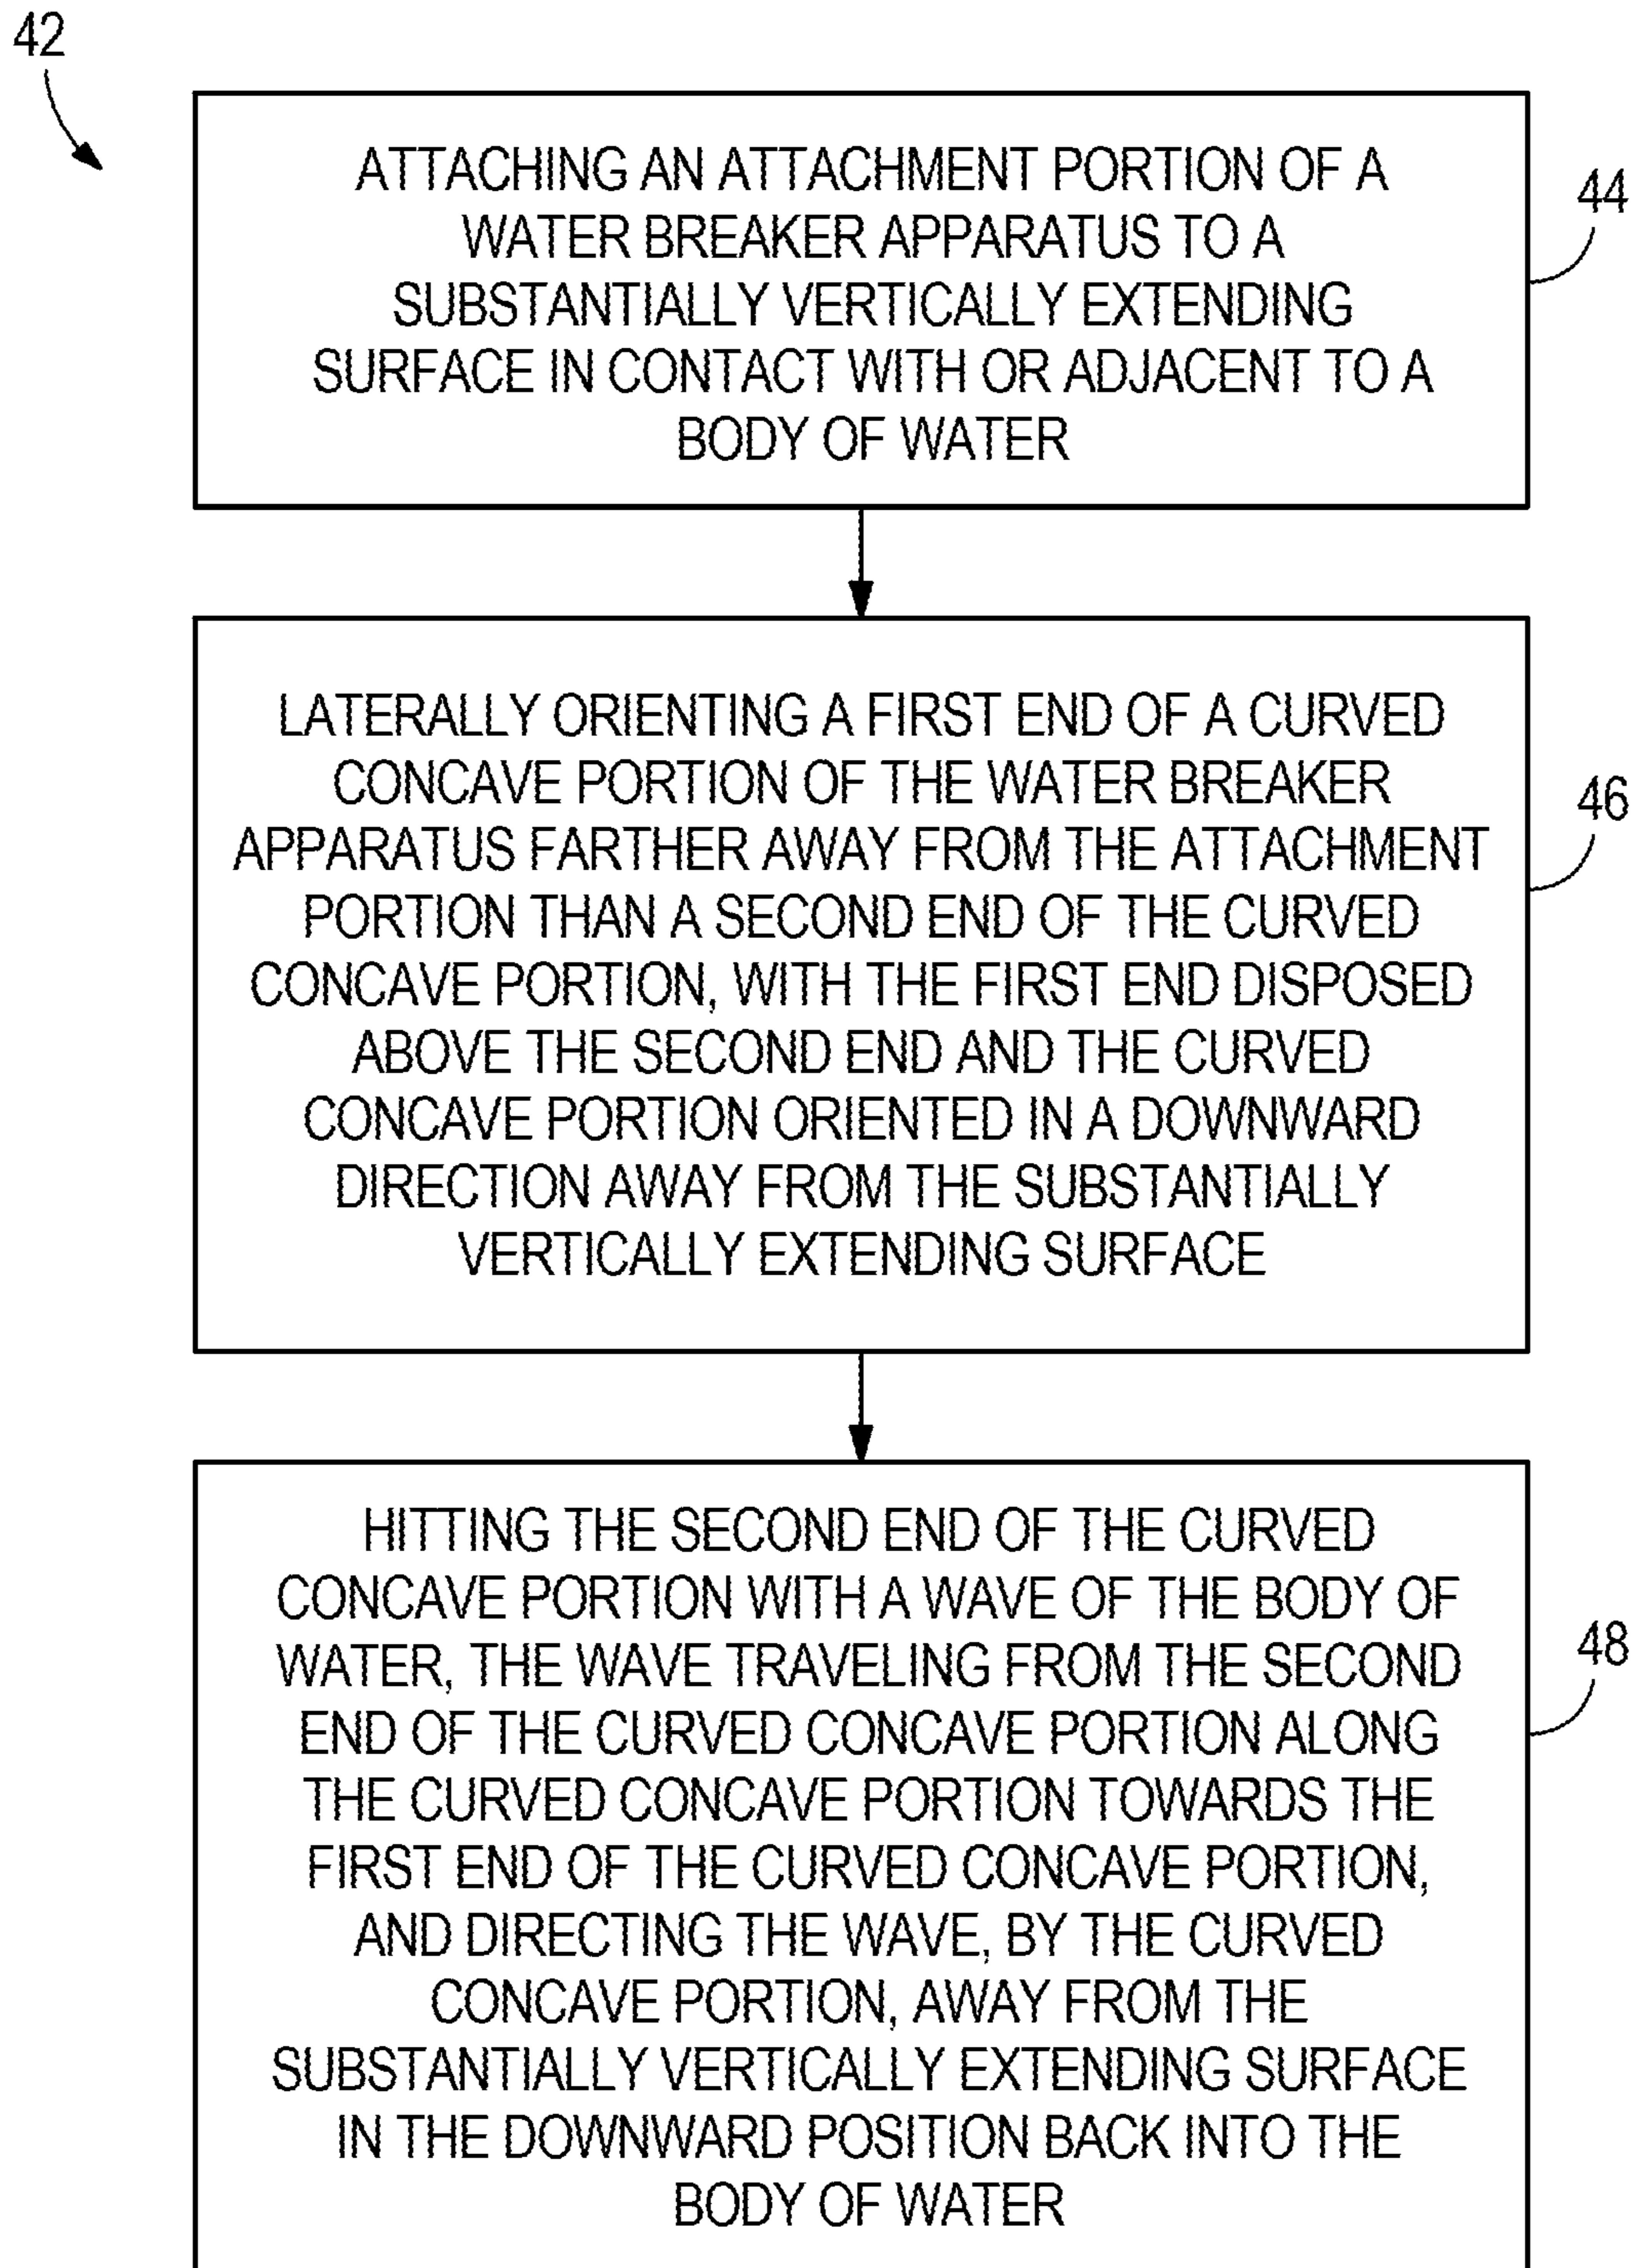 42
ATTACHING AN ATTACHMENT PORTION OF A
WATER BREAKER APPARATUS TO A
SUBSTANTIALLY VERTICALLY EXTENDING
SURFACE IN CONTACT WITH OR ADJACENT TO A
BODY OF WATER
44
LATERALLY ORIENTING A FIRST END OF A CURVED
CONCAVE PORTION OF THE WATER BREAKER
APPARATUS FARTHER AWAY FROM THE ATTACHMENT
PORTION THAN A SECOND END OF THE CURVED
CONCAVE PORTION, WITH THE FIRST END DISPOSED
ABOVE THE SECOND END AND THE CURVED
CONCAVE PORTION ORIENTED IN A DOWNWARD
DIRECTION AWAY FROM THE SUBSTANTIALLY
VERTICALLY EXTENDING SURFACE
46
HITTING THE SECOND END OF THE CURVED
CONCAVE PORTION WITH A WAVE OF THE BODY OF
WATER, THE WAVE TRAVELING FROM THE SECOND
END OF THE CURVED CONCAVE PORTION ALONG
THE CURVED CONCAVE PORTION TOWARDS THE
FIRST END OF THE CURVED CONCAVE PORTION,
AND DIRECTING THE WAVE, BY THE CURVED
CONCAVE PORTION, AWAY FROM THE
SUBSTANTIALLY VERTICALLY EXTENDING SURFACE
IN THE DOWNWARD POSITION BACK INTO THE
BODY OF WATER
48